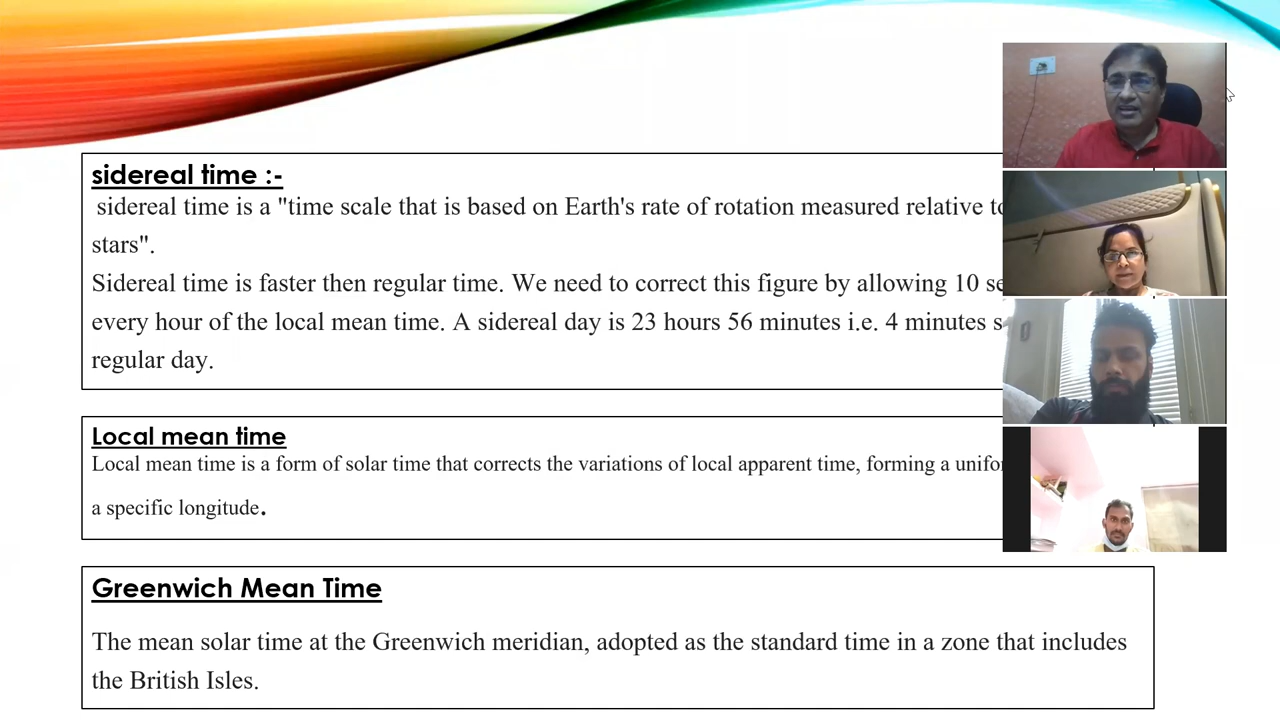 sidereal time :-
sidereal time is a "time scale that is based on Earth's rate of rotation measured relative to
stars".
Sidereal time is faster then regular time. We need to correct this figure by allowing 10
every hour of the local mean time. A sidereal day is 23 hours 56 minutes i.e. 4 minutes
regular day.
Local mean time
Local mean time is a form of solar time that corrects the variations of local apparent time, forming a
a specific longitude.
Greenwich Mean Time
The mean solar time at the Greenwich meridian, adopted as the standard time in a zone that includes
the British Isles.